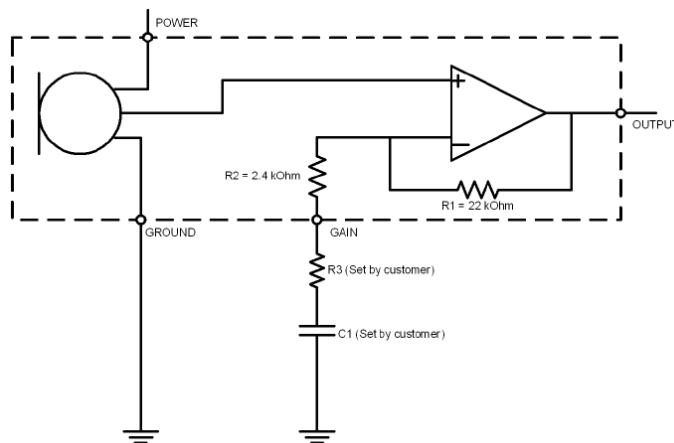 POWER
OUTPUT
R2 = 2.4 kOhm
R1 = 22 kOhm
GROUND
GAIN
R3 (Set by customer)
C1 (Set by customer)